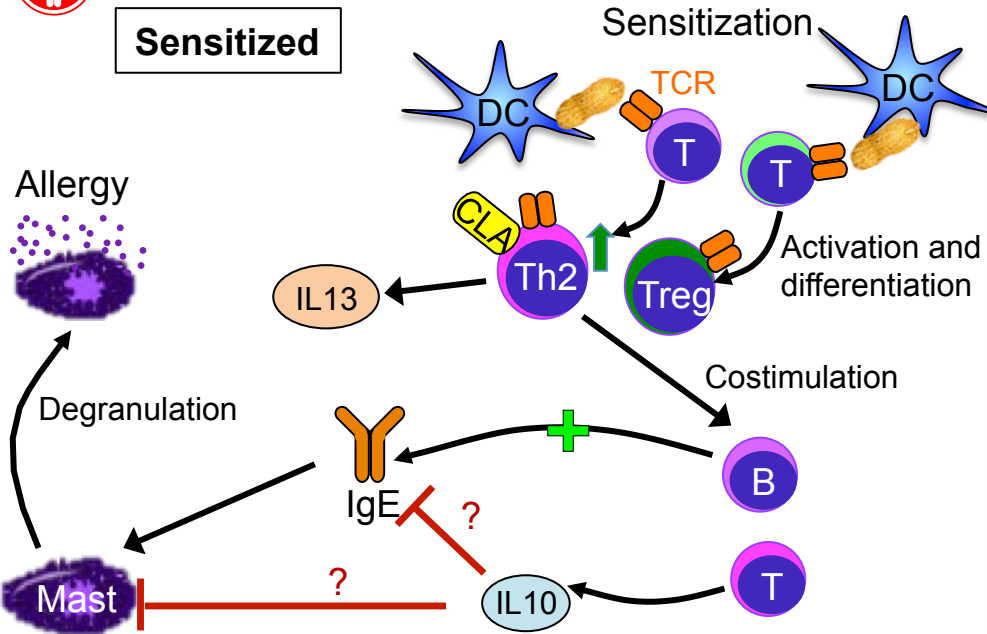 Sensitized
Sensitization
DC
TCR
DC
T
T
Allergy
CLA
Th2
Treg
Activation and
differentiation
IL13
Costimulation
Degranulation
IgE
B
?
?
Mast
IL10
T